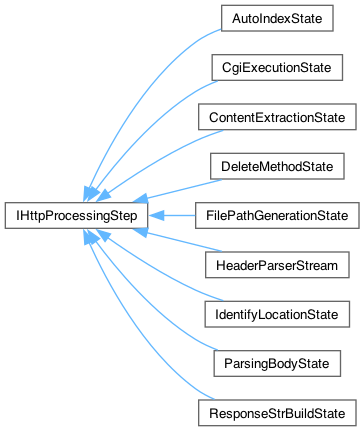 AutoIndexState
CgiExecutionState
ContentExtractionState
DeleteMethodState
IHttpProcessingStep
FilePathGenerationState
HeaderParserStream
IdentifyLocationState
ParsingBodyState
ResponseStrBuildState